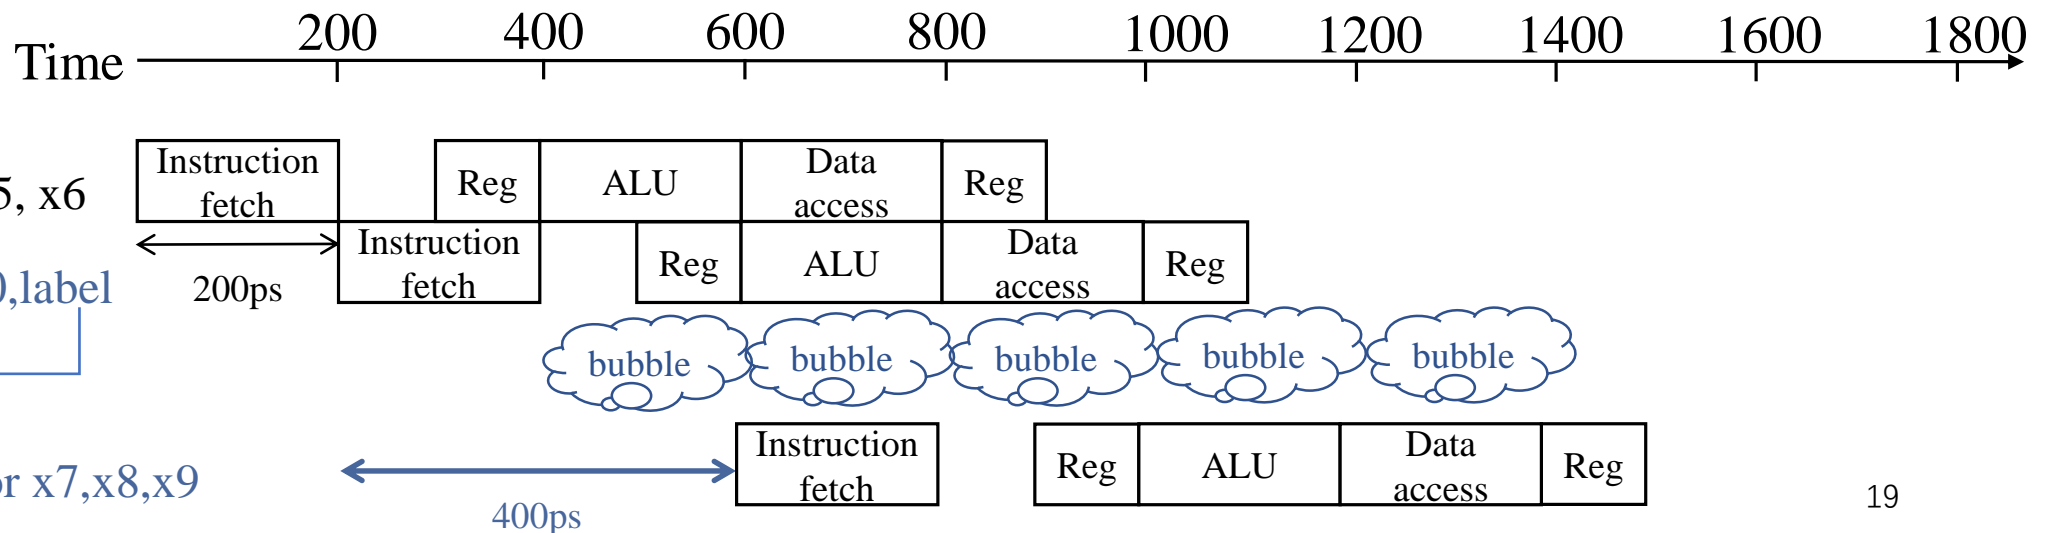 200 400 600 800 1000 1200 1400 1600 1800
Time
Instruction fetch Reg ALU Data access Reg
5, x6
Instruction fetch Reg ALU Data access Reg
200ps
0,label
bubble bubble bubble bubble bubble
Instruction fetch Reg ALU Data access Reg
or x7,x8,x9
400ps
19